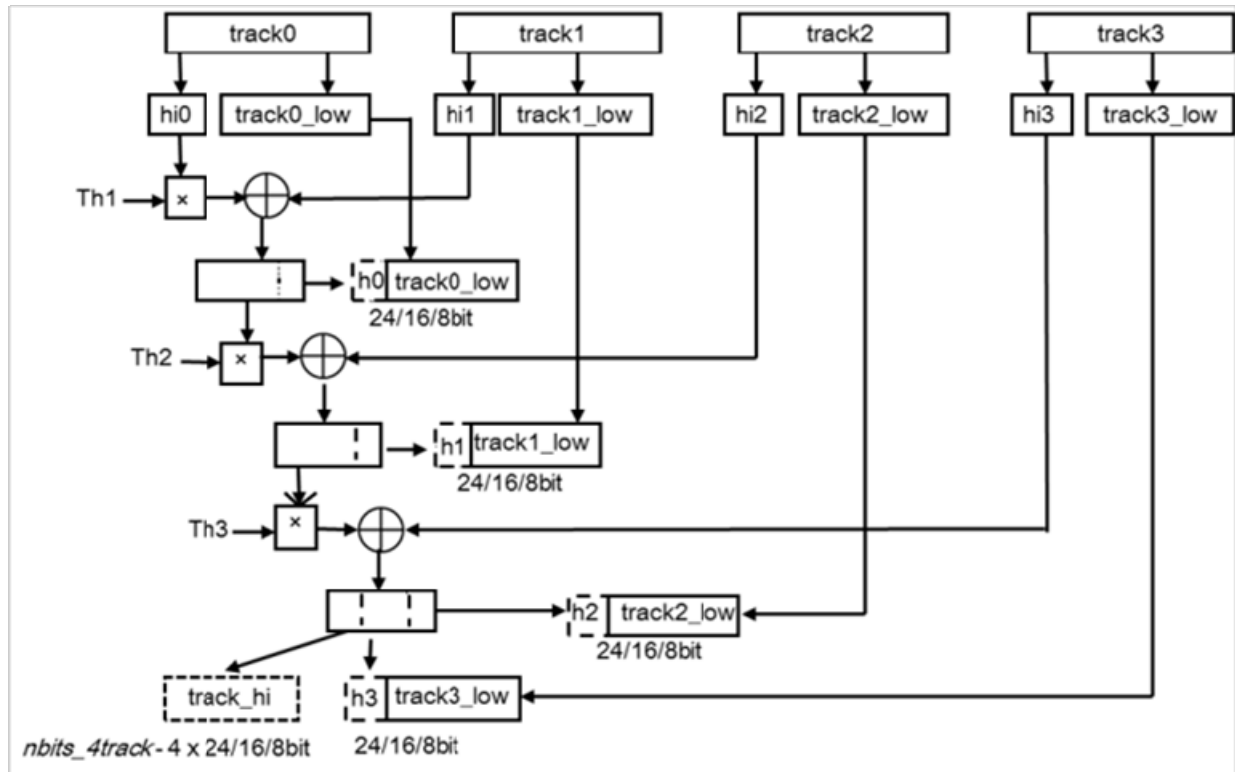 track0 track1 track2 track3
hi0 track0_low hi1 track1_low hi2 track2_low hi3 track3_low
Th1 ×
h0 track0_low
24/16/8bit
Th2 ×
h1 track1_low
24/16/8bit
Th3 ×
h2 track2_low
24/16/8bit
track_hi h3 track3_low
nbits_4track - 4 x 24/16/8bit 24/16/8bit